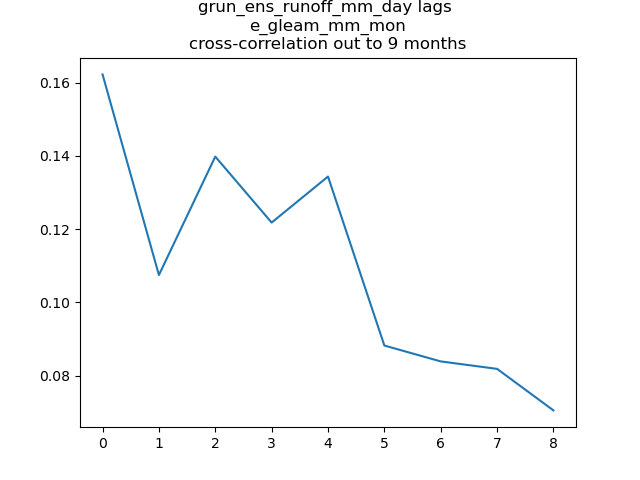 grun_ens_runoff_mm_day lags
e_gleam_mm_mon
cross-correlation out to 9 months
0.16
0.14
0.12
0.10
0.08
0 1 2 3 4 5 6 7 8